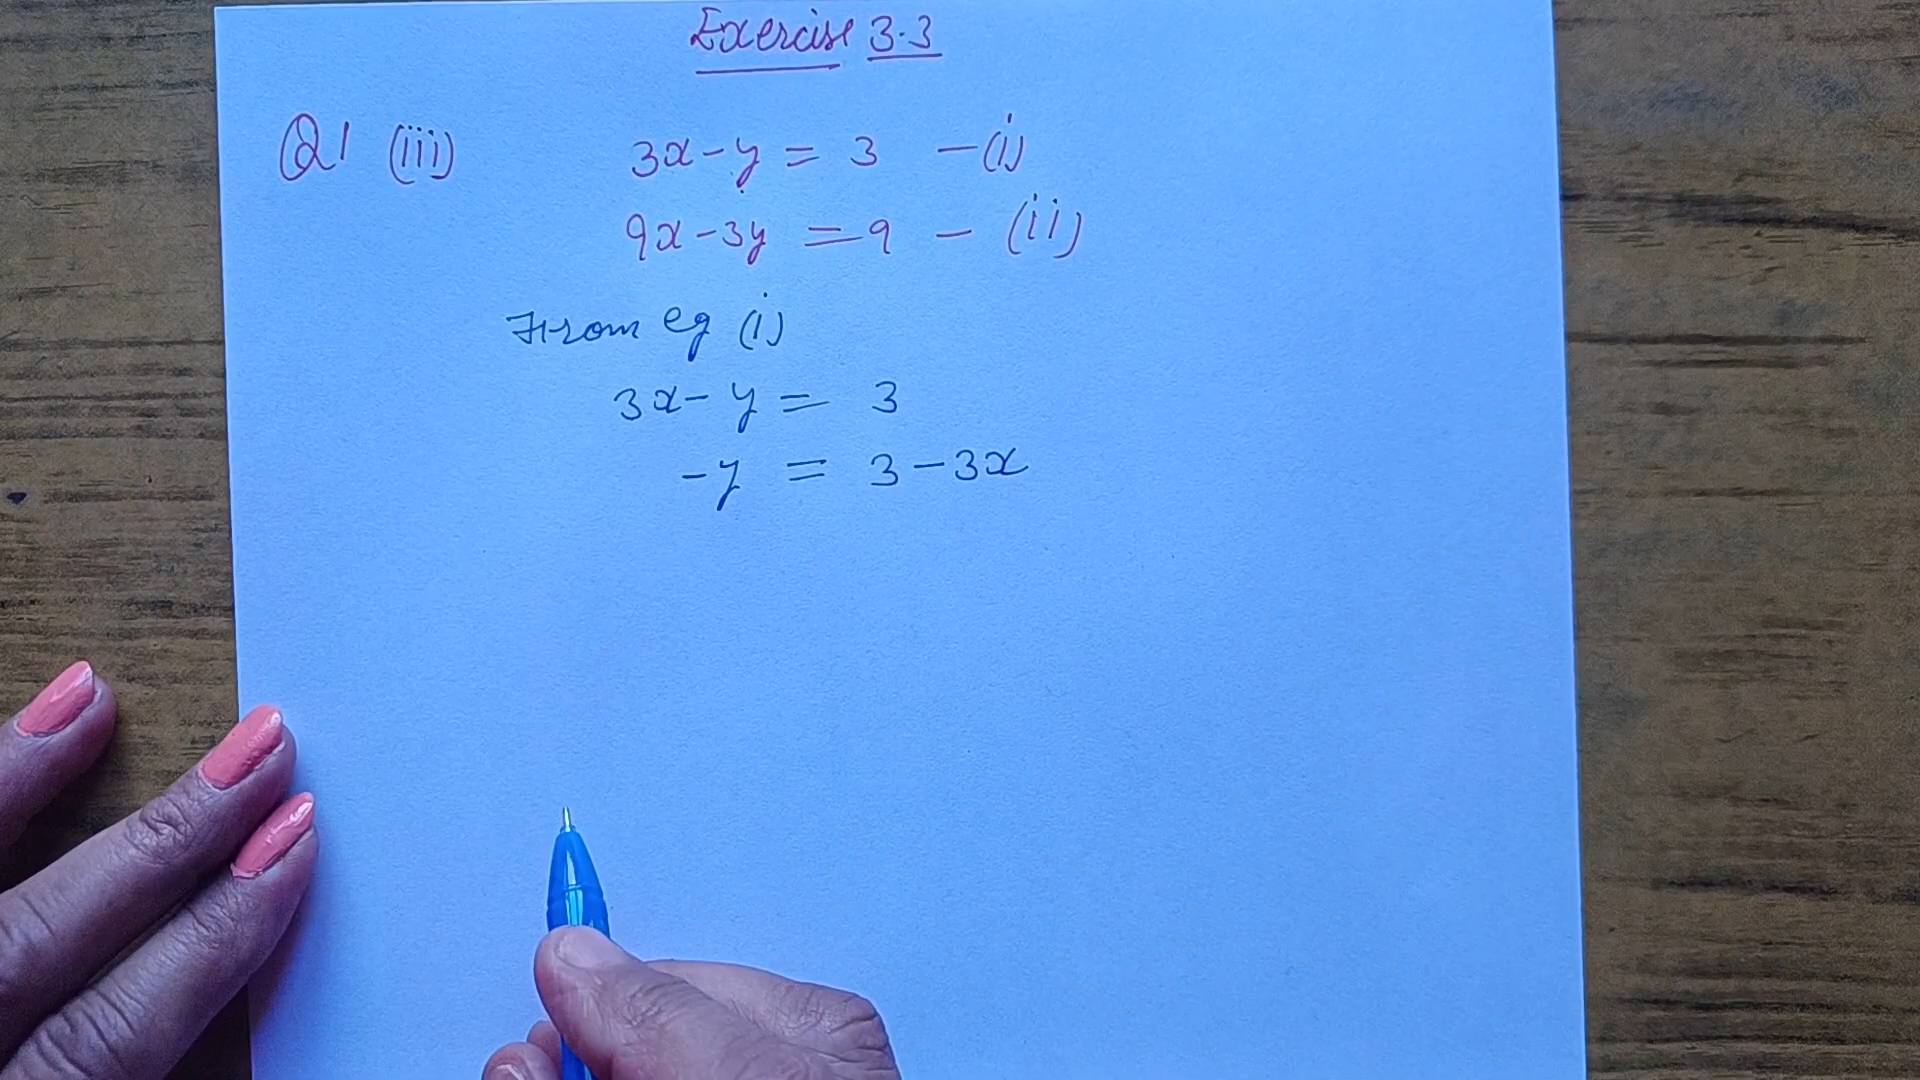 Exercise 3.3
Q1 (iii) 3x-y = 3 -(i)
9x-3y = 9 - (ii)
From eq (i)
3x-y = 3
-y = 3-3x